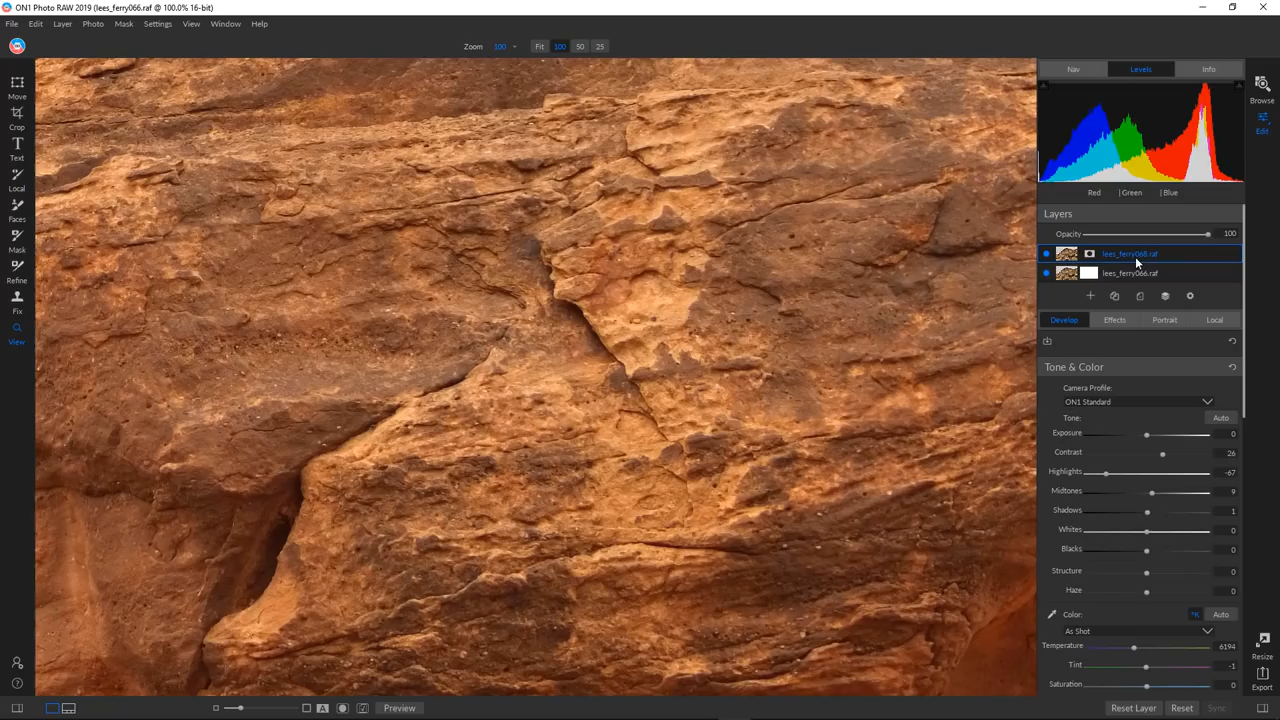 ON1 Photo RAW 2019 (lees_ferry066.raf @ 100.0% 16-bit)
File Edit Layer Photo Mask Settings View Window Help
Zoom 100 Fit 100 50 25
Nav Levels Info
Move
Crop
Text
Local
Faces
Mask
Refine
Fix
View
Browse
Edit
Red | Green | Blue
Layers
Opacity 100
lees_ferry068.raf
lees_ferry066.raf
Develop Effects Portrait Local
Tone & Color
Camera Profile:
ON1 Standard
Tone: Auto
Exposure 0
Contrast 26
Highlights -67
Midtones 9
Shadows 1
Whites 0
Blacks 0
Structure 0
Haze 0
Color: °K Auto
As Shot
Temperature 6194
Tint -1
Saturation 0
Resize
Export
A Preview
Reset Layer Reset Sync